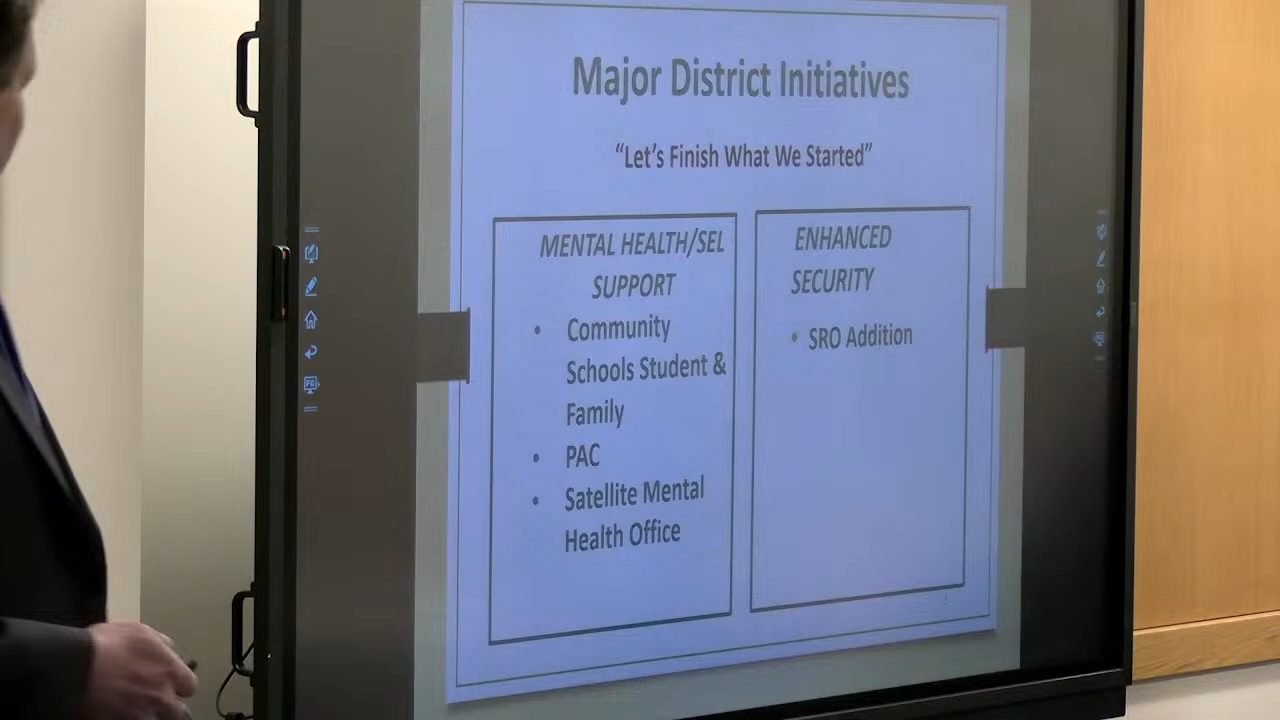 Major District Initiatives
“Let’s Finish What We Started”
MENTAL HEALTH/SEL
SUPPORT
• Community
Schools Student &
Family
• PAC
• Satellite Mental
Health Office
ENHANCED
SECURITY
• SRO Addition